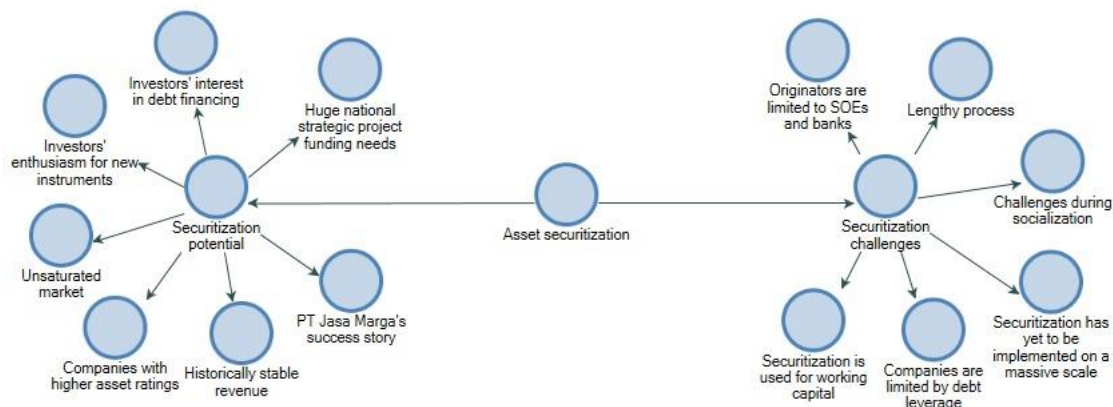 Investors' interest
in debt financing
Huge national
strategic project
funding needs
Investors'
enthusiasm for new
instruments
Securitization
potential
Unsaturated
market
Companies with
higher asset ratings
Historically stable
revenue
PT Jasa Marga's
success story
Asset securitization
Originators are
limited to SOEs
and banks
Lengthy process
Challenges during
socialization
Securitization
challenges
Securitization has
yet to be
implemented on a
massive scale
Companies are
limited by debt
leverage
Securitization is
used for working
capital